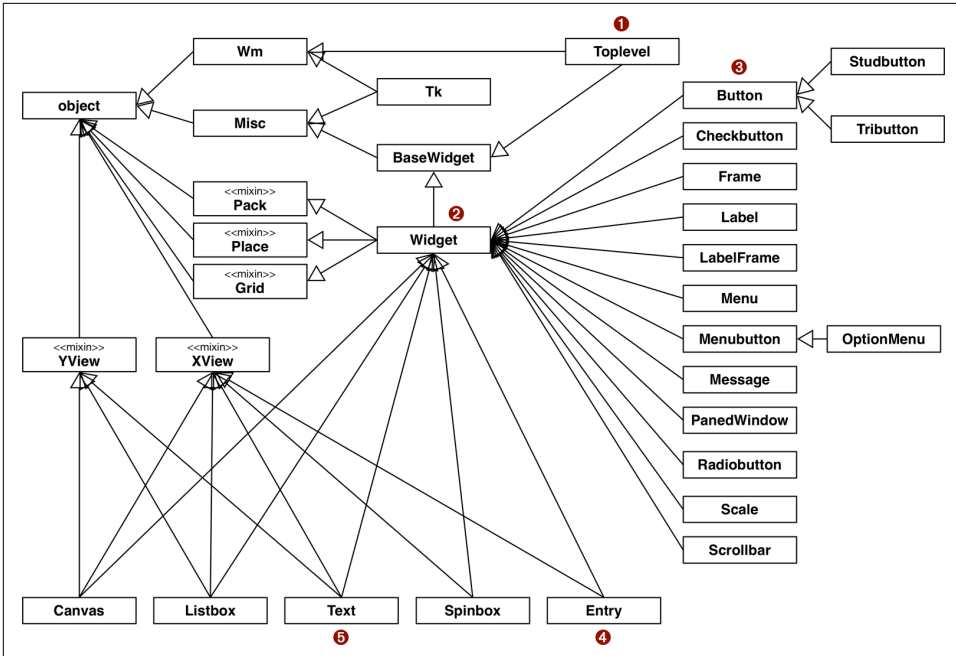 ❶
Wm
Toplevel
Studbutton
❸
object
Tk
Button
Misc
Tributton
Checkbutton
BaseWidget
Frame
<<mixin>>
Pack
❷
Label
<<mixin>>
Place
Widget
LabelFrame
<<mixin>>
Grid
Menu
<<mixin>>
YView
<<mixin>>
XView
Menubutton
OptionMenu
Message
PanedWindow
Radiobutton
Scale
Scrollbar
Canvas
Listbox
Text
Spinbox
Entry
❺
❹